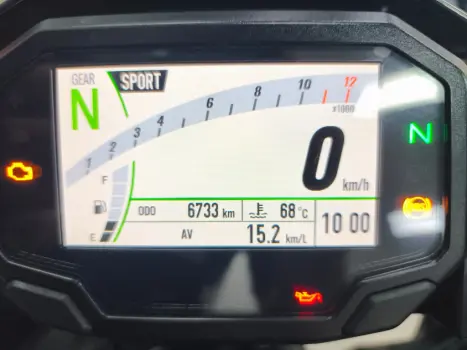 GEAR SPORT
N
1 2 3 4 6 8 10 12
x1000
N
0 km/h
F
E
ODO 6733 km 68 °C
AV 15.2 km/L 10 00